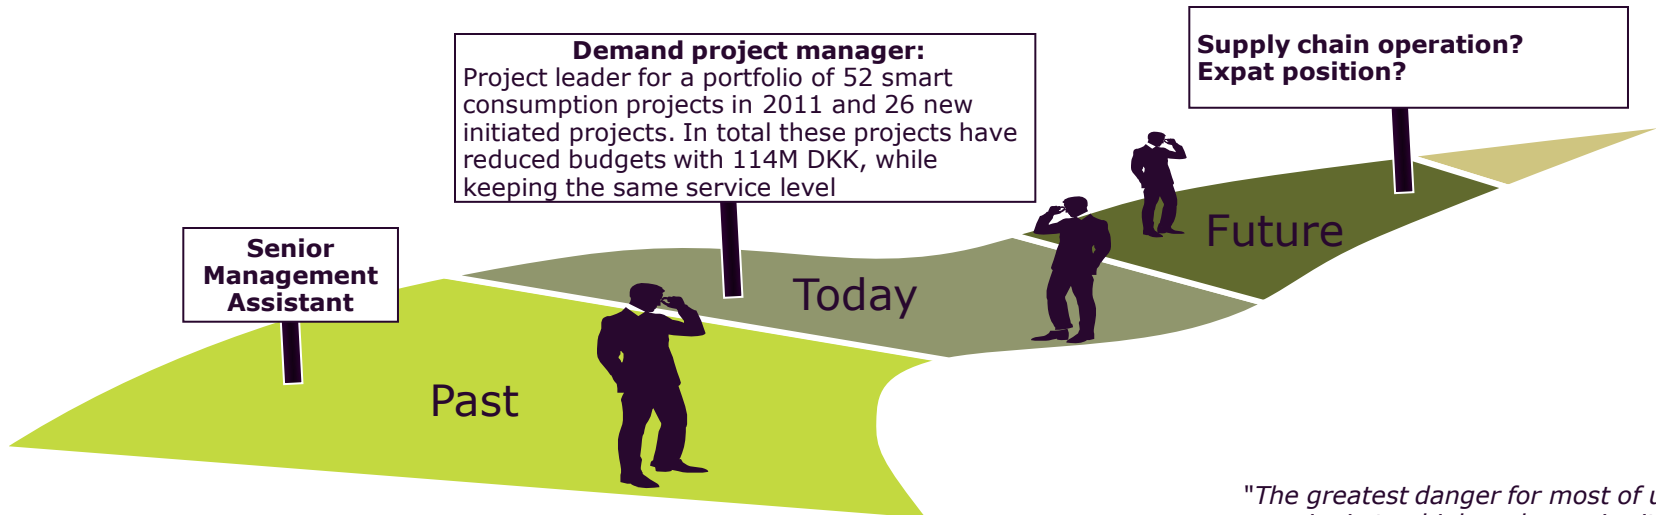 Senior
Management
Assistant
Past
Demand project manager:
Project leader for a portfolio of 52 smart
consumption projects in 2011 and 26 new
initiated projects. In total these projects have
reduced budgets with 114M DKK, while
keeping the same service level
Today
Supply chain operation?
Expat position?
Future
"The greatest danger for most of